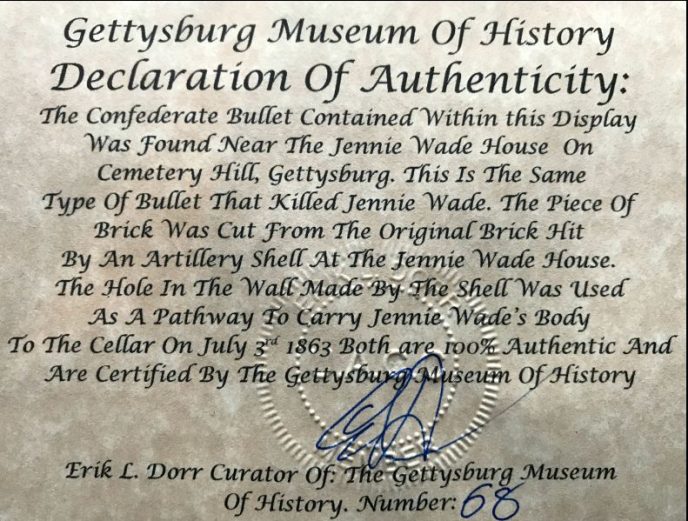 Gettysburg Museum Of History
Declaration Of Authenticity:
The Confederate Bullet Contained Within this Display
Was Found Near The Jennie Wade House On
Cemetery Hill, Gettysburg. This Is The Same
Type Of Bullet That Killed Jennie Wade. The Piece Of
Brick Was Cut From The Original Brick Hit
By An Artillery Shell At The Jennie Wade House.
The Hole In The Wall Made By The Shell Was Used
As A Pathway To Carry Jennie Wade's Body
To The Cellar On July 3rd 1863 Both are 100% Authentic And
Are Certified By The Gettysburg Museum Of History
Erik L. Dorr Curator Of: The Gettysburg Museum
Of History. Number: 68